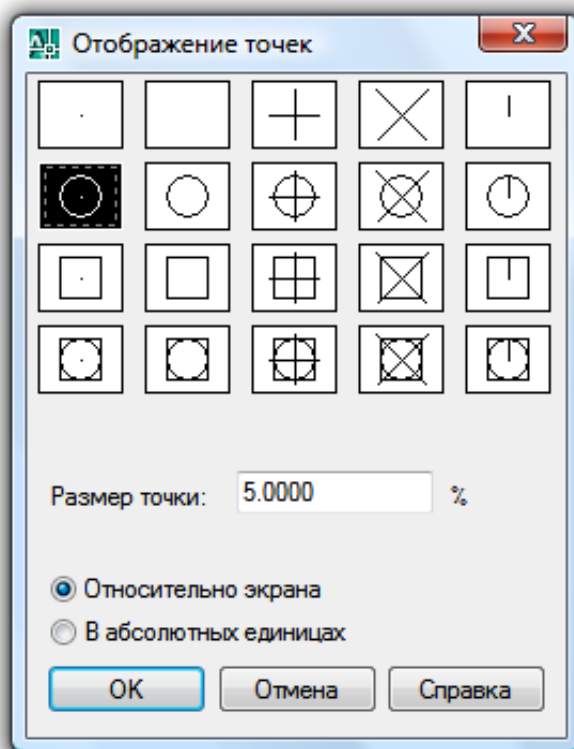 Отображение точек
Размер точки: 5.0000 %
Относительно экрана
В абсолютных единицах
OK Отмена Справка